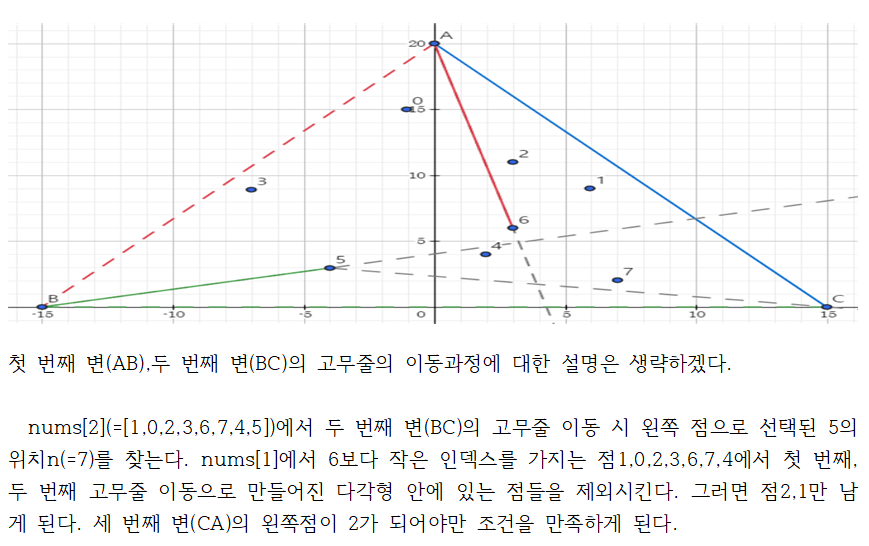 A
20
0
15
2
3
10
1
6
5
4
5
7
B
C
-15
-10
-5
0
5
10
15
첫 번째 변(AB),두 번째 변(BC)의 고무줄의 이동과정에 대한 설명은 생략하겠다.
nums[2](=[1,0,2,3,6,7,4,5])에서 두 번째 변(BC)의 고무줄 이동 시 왼쪽 점으로 선택된 5의
위치n(=7)를 찾는다. nums[1]에서 6보다 작은 인덱스를 가지는 점1,0,2,3,6,7,4에서 첫 번째,
두 번째 고무줄 이동으로 만들어진 다각형 안에 있는 점들을 제외시킨다. 그러면 점2,1만 남
게 된다. 세 번째 변(CA)의 왼쪽점이 2가 되어야만 조건을 만족하게 된다.